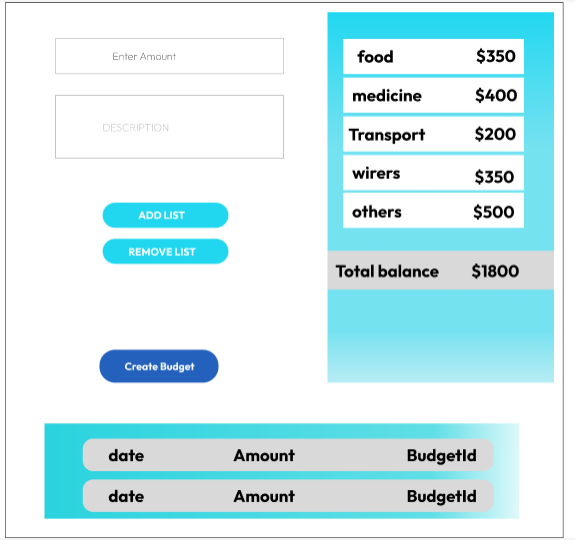 Enter Amount
DESCRIPTION
ADD LIST
REMOVE LIST
Create Budget
food $350
medicine $400
Transport $200
wirers $350
others $500
Total balance $1800
date Amount BudgetId
date Amount BudgetId